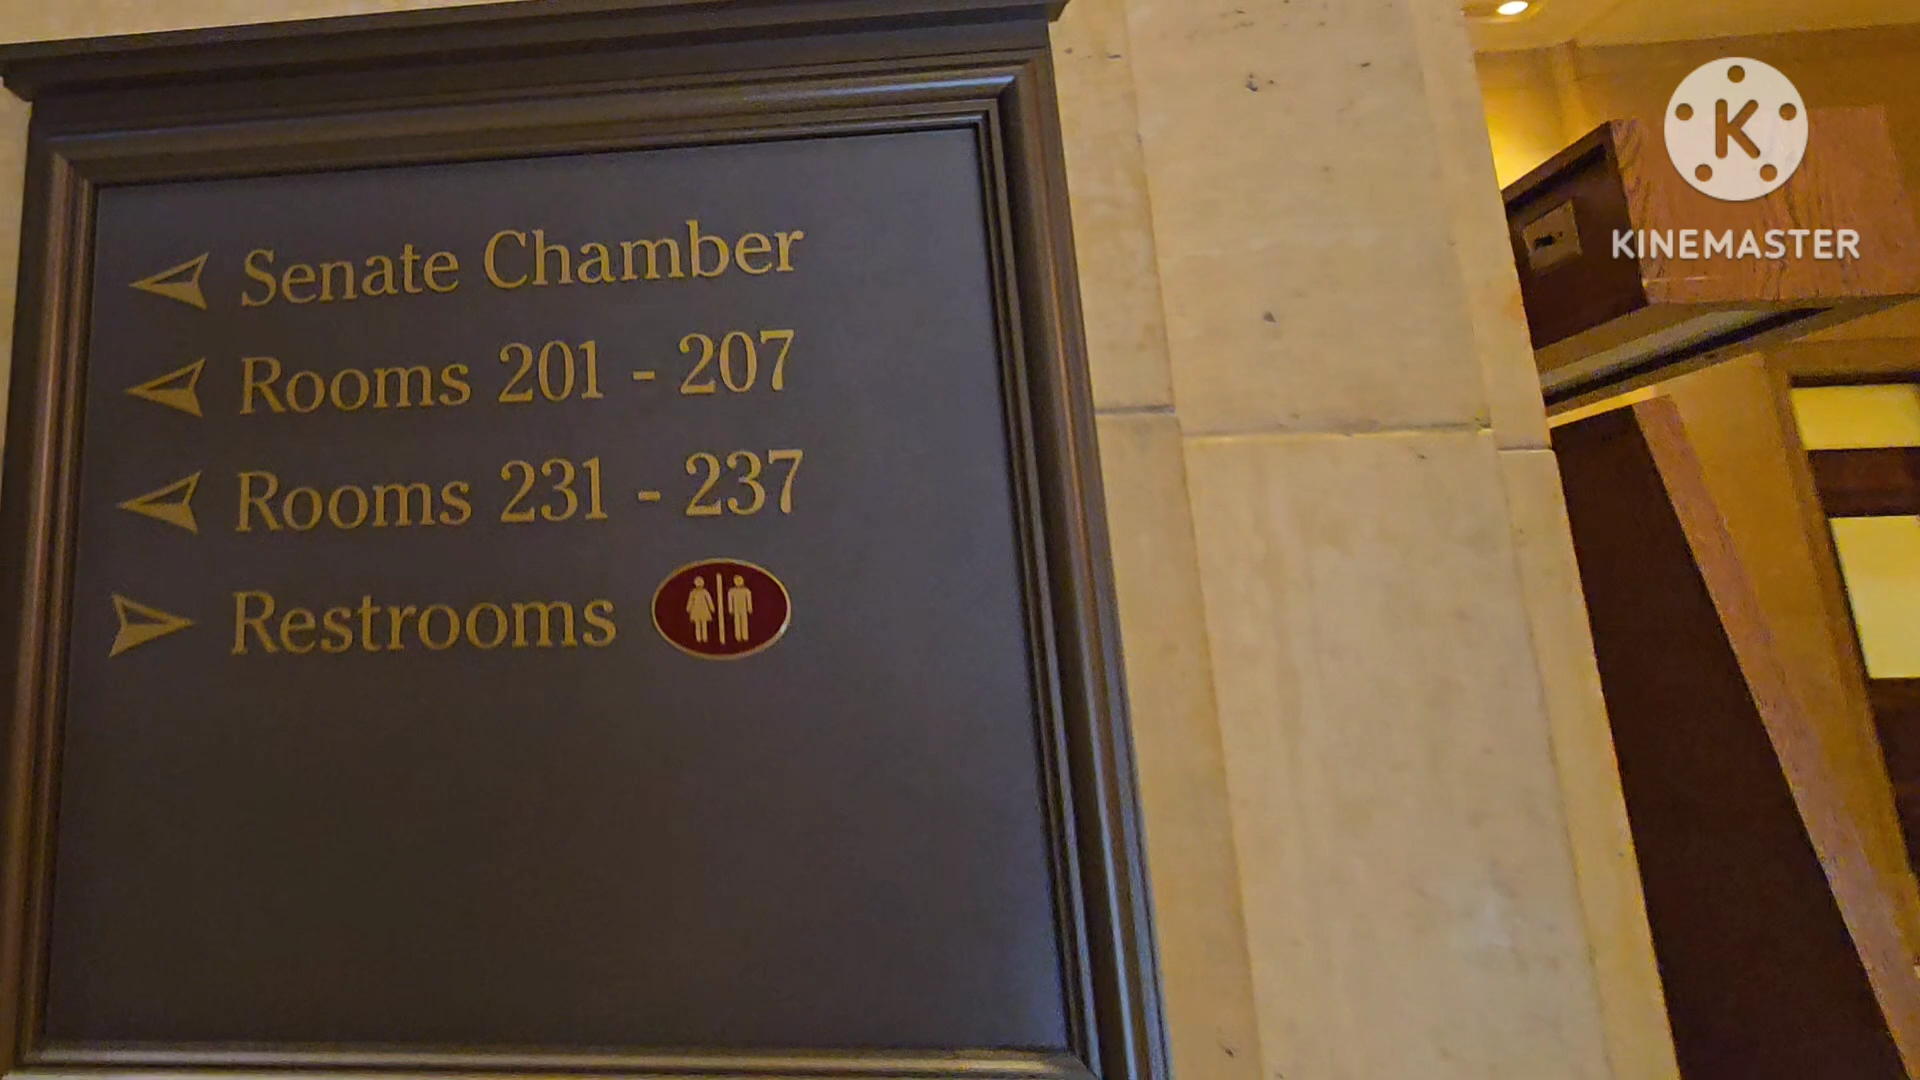 Senate Chamber
Rooms 201 - 207
Rooms 231 - 237
Restrooms
K
KINEMASTER